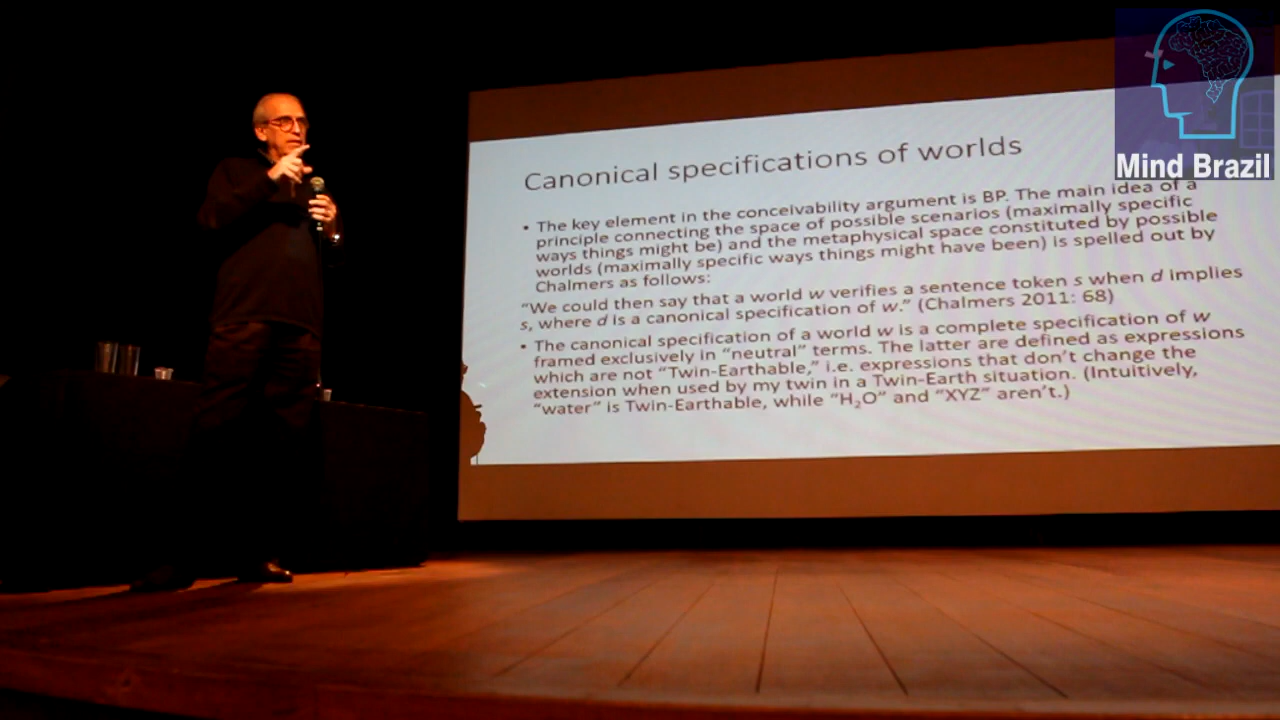 Mind Brazil
Canonical specifications of worlds
• The key element in the conceivability argument is BP. The main idea of a
principle connecting the space of possible scenarios (maximally specific
ways things might be) and the metaphysical space constituted by possible
worlds (maximally specific ways things might have been) is spelled out by
Chalmers as follows:
“We could then say that a world w verifies a sentence token s when d implies
s, where d is a canonical specification of w.” (Chalmers 2011: 68)
• The canonical specification of a world w is a complete specification of w
framed exclusively in “neutral” terms. The latter are defined as expressions
which are not “Twin-Earthable,” i.e. expressions that don’t change the
extension when used by my twin in a Twin-Earth situation. (Intuitively,
“water” is Twin-Earthable, while “H₂O” and “XYZ” aren’t.)